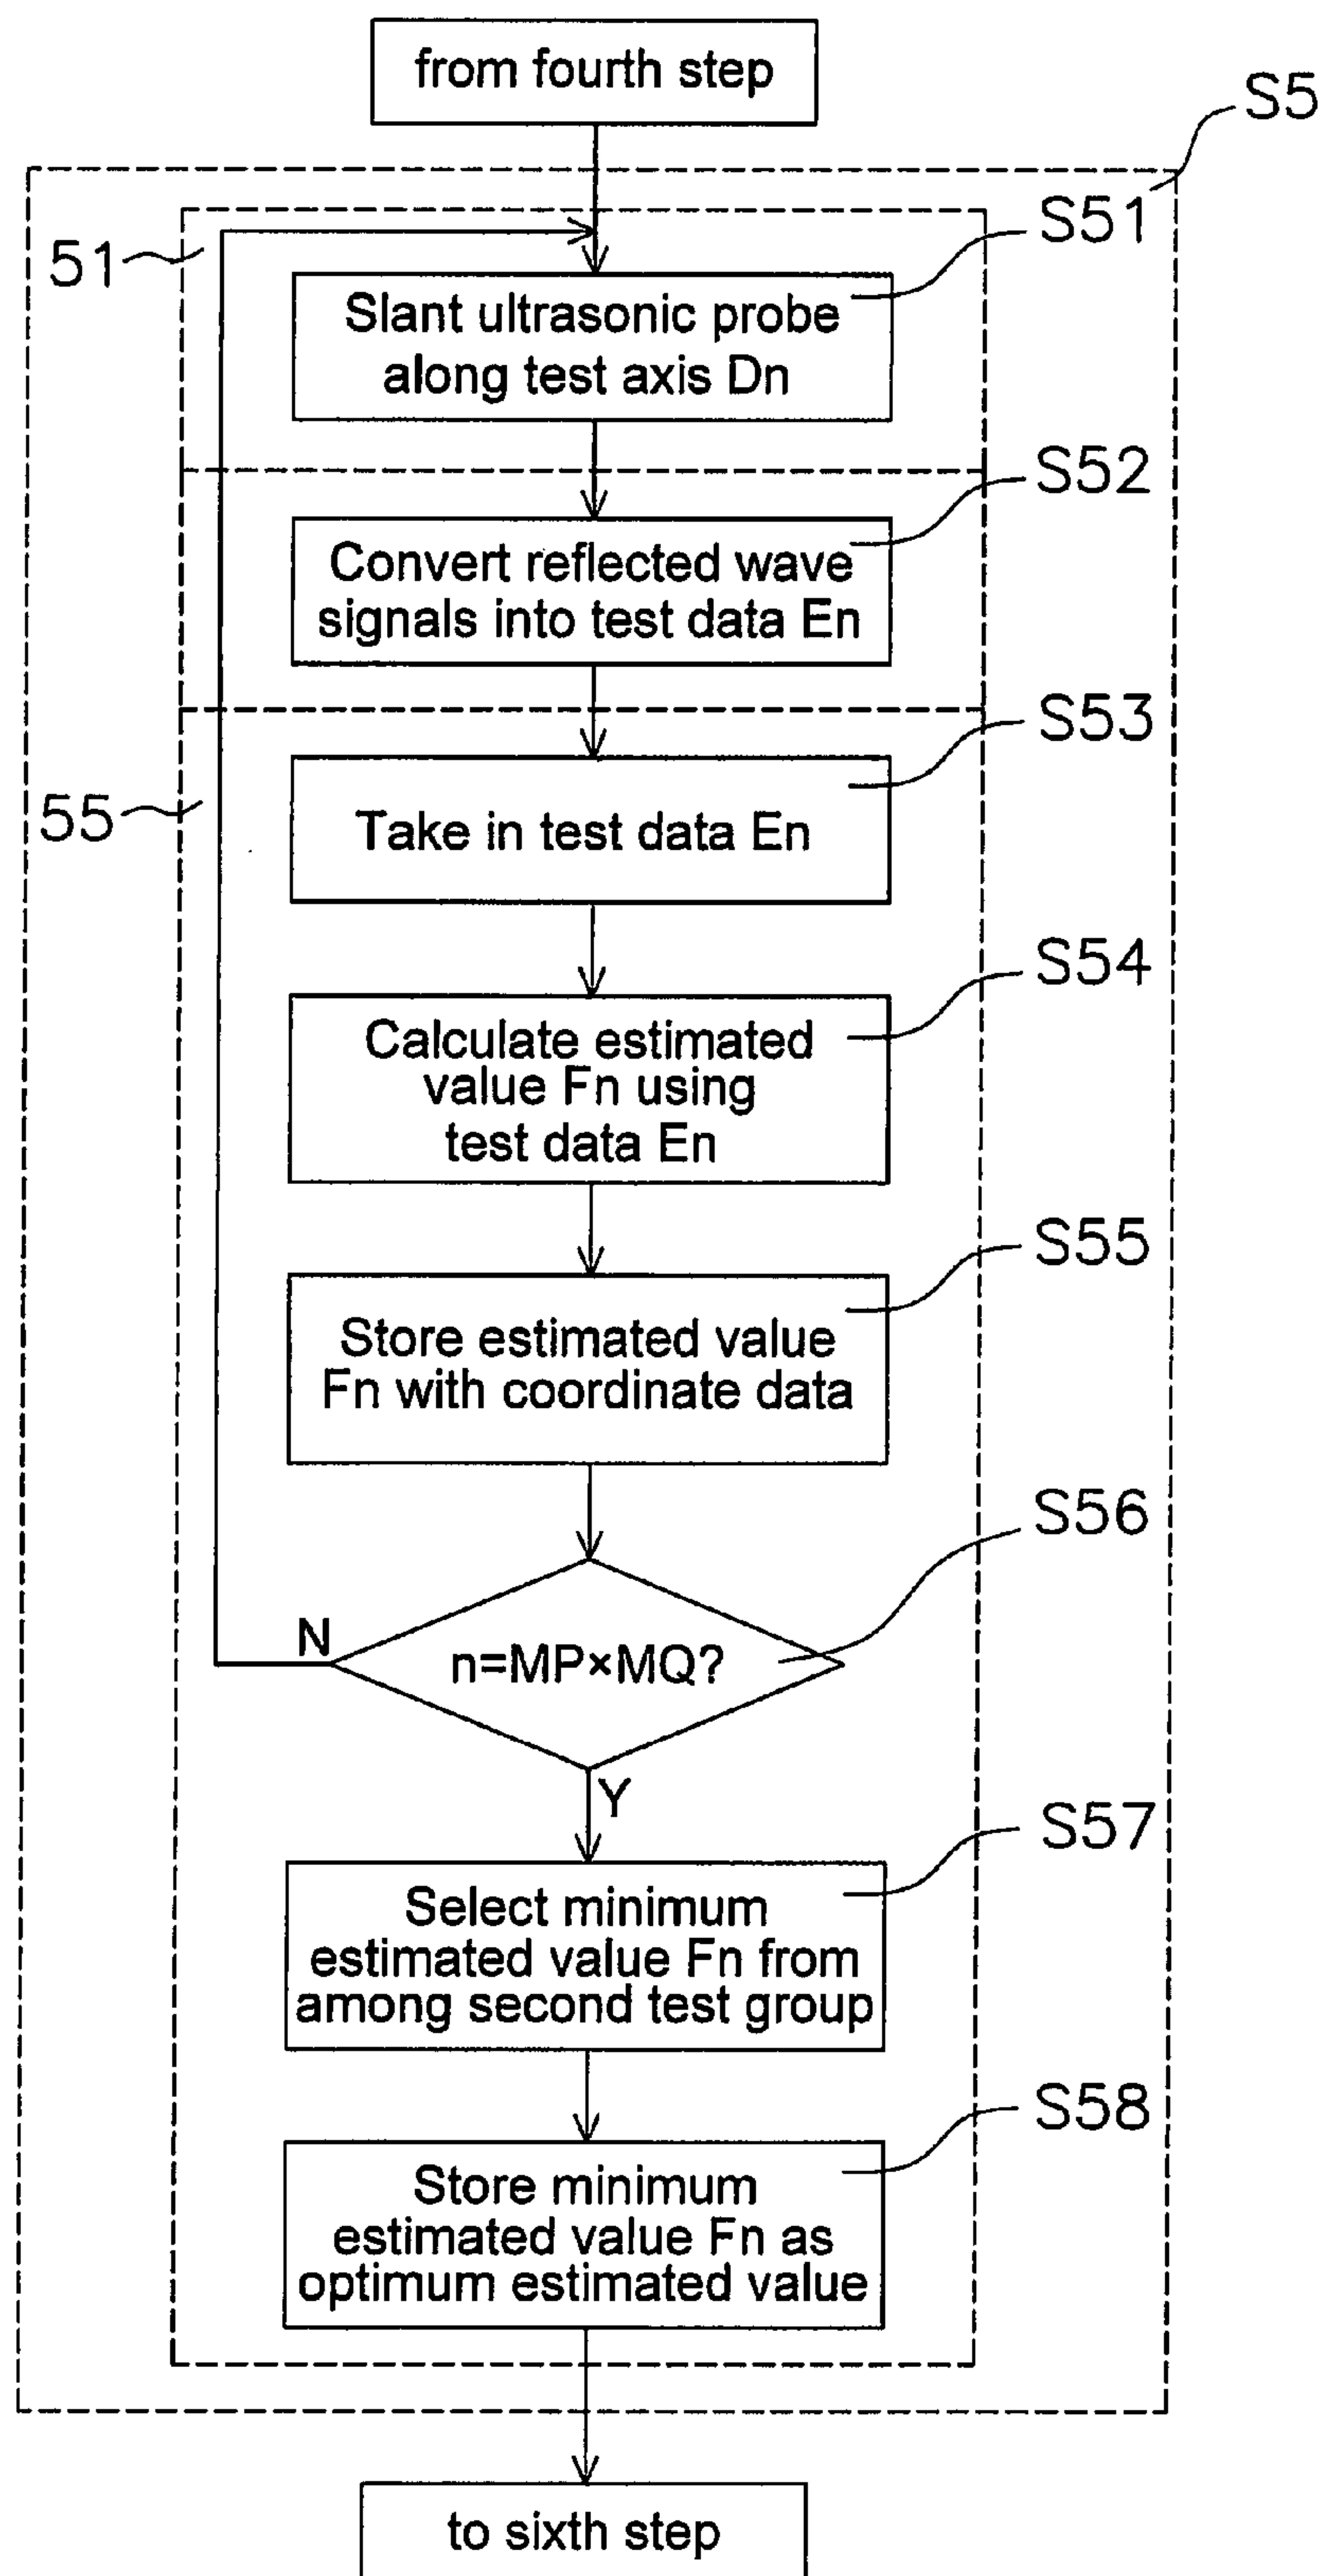 from fourth step
S5
S51
51
Slant ultrasonic probe
along test axis Dn
S52
Convert reflected wave
signals into test data En
S53
55
Take in test data En
S54
Calculate estimated
value Fn using
test data En
S55
Store estimated value
Fn with coordinate data
S56
N
n=MP×MQ?
Y
S57
Select minimum
estimated value Fn from
among second test group
S58
Store minimum
estimated value Fn as
optimum estimated value
to sixth step